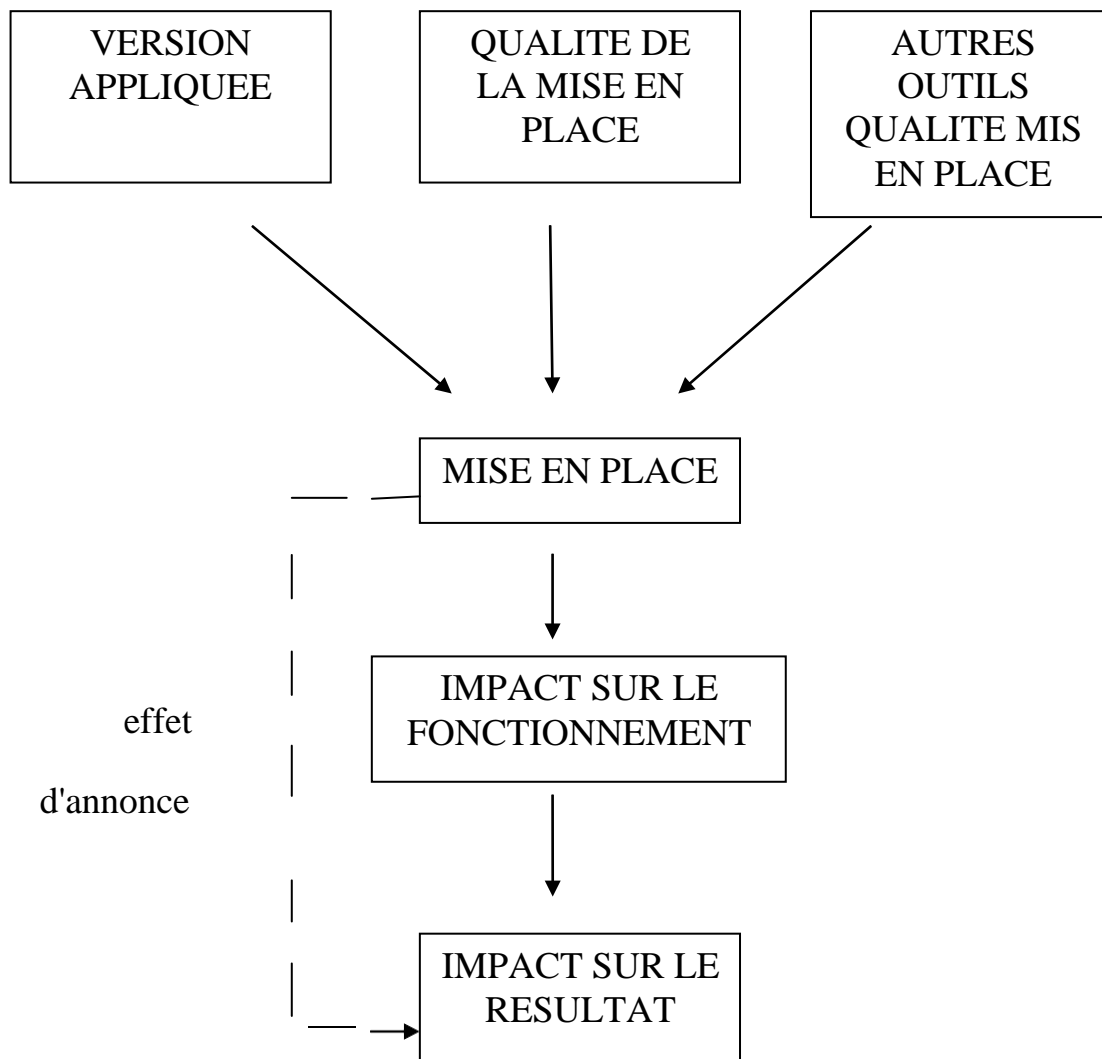 VERSION
APPLIQUEE
QUALITE DE
LA MISE EN
PLACE
AUTRES
OUTILS
QUALITE MIS
EN PLACE
MISE EN PLACE
IMPACT SUR LE
FONCTIONNEMENT
effet
d'annonce
IMPACT SUR LE
RESULTAT